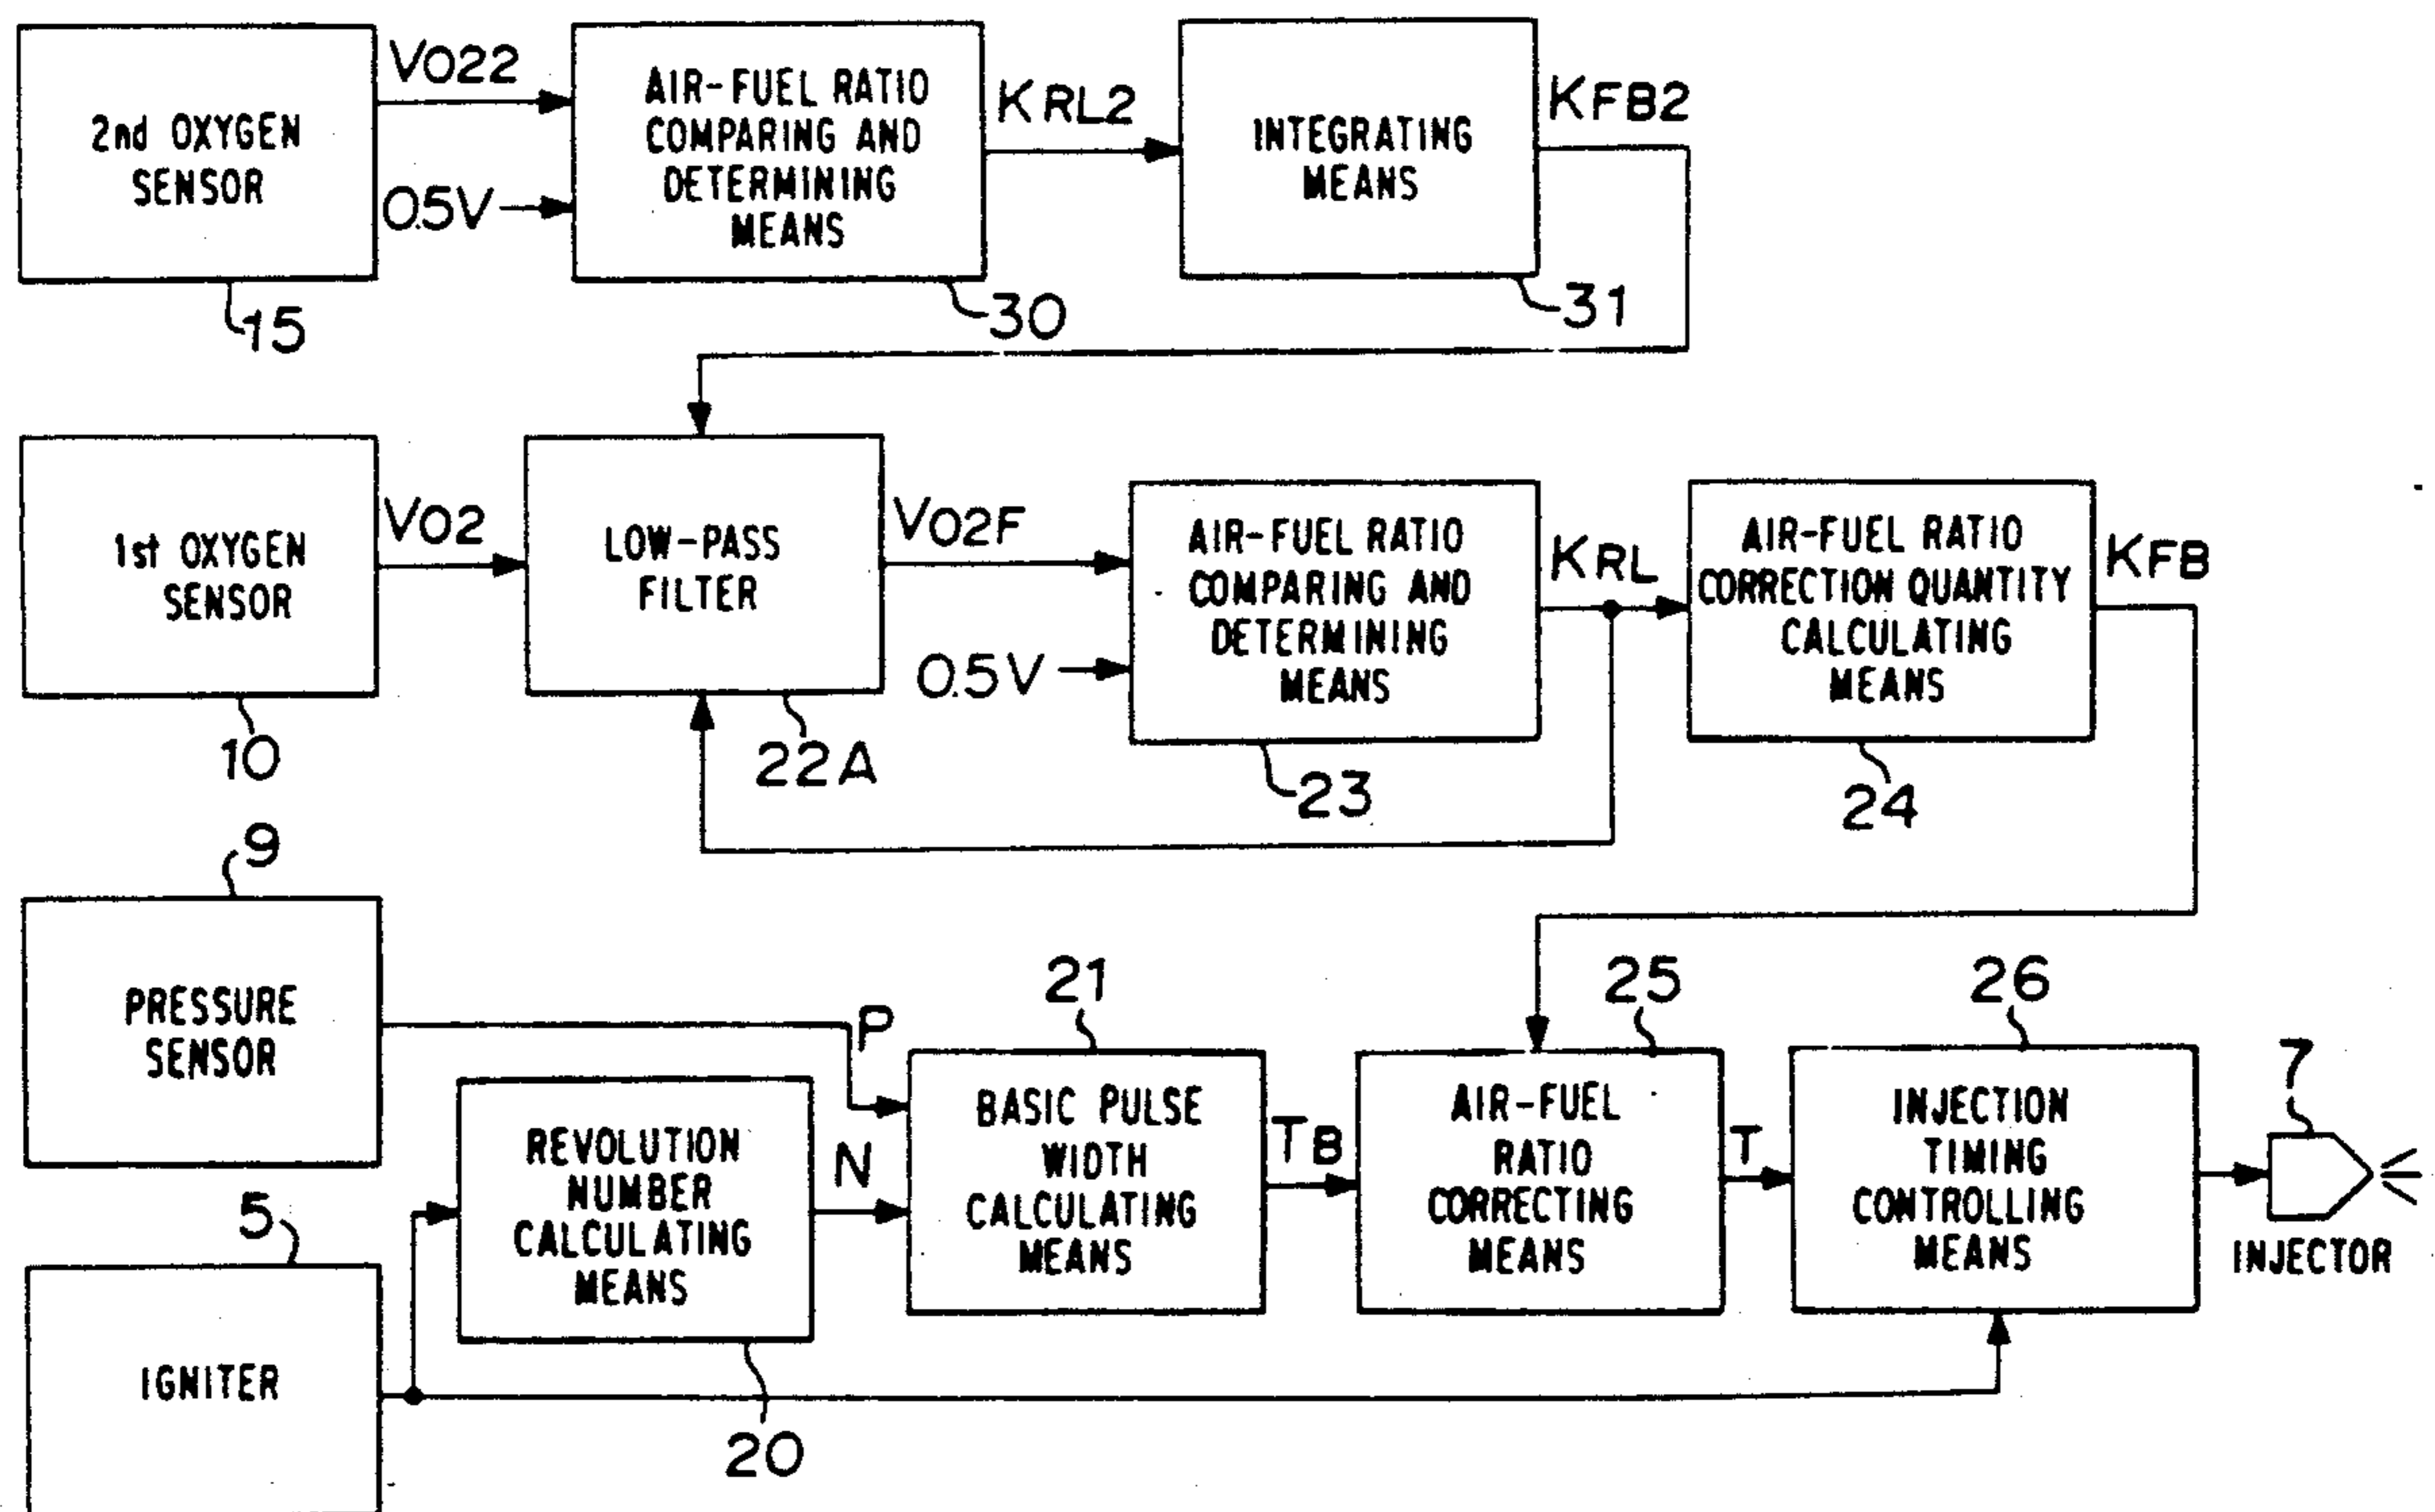 2nd OXYGEN
SENSOR
15
VO22
0.5V
AIR-FUEL RATIO
COMPARING AND
DETERMINING
MEANS
30
KRL2
INTEGRATING
MEANS
31
KFB2
1st OXYGEN
SENSOR
10
VO2
LOW-PASS
FILTER
22A
VO2F
0.5V
AIR-FUEL RATIO
COMPARING AND
DETERMINING
MEANS
23
KRL
AIR-FUEL RATIO
CORRECTION QUANTITY
CALCULATING
MEANS
24
KFB
9
PRESSURE
SENSOR
P
5
IGNITER
REVOLUTION
NUMBER
CALCULATING
MEANS
20
N
21
BASIC PULSE
WIDTH
CALCULATING
MEANS
TB
25
AIR-FUEL
RATIO
CORRECTING
MEANS
T
26
INJECTION
TIMING
CONTROLLING
MEANS
7
INJECTOR